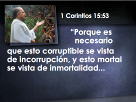 1 Corintios 15:53
"Porque es
necesario
que esto corruptible se vista
de incorrupción, y esto mortal
se vista de inmortalidad...